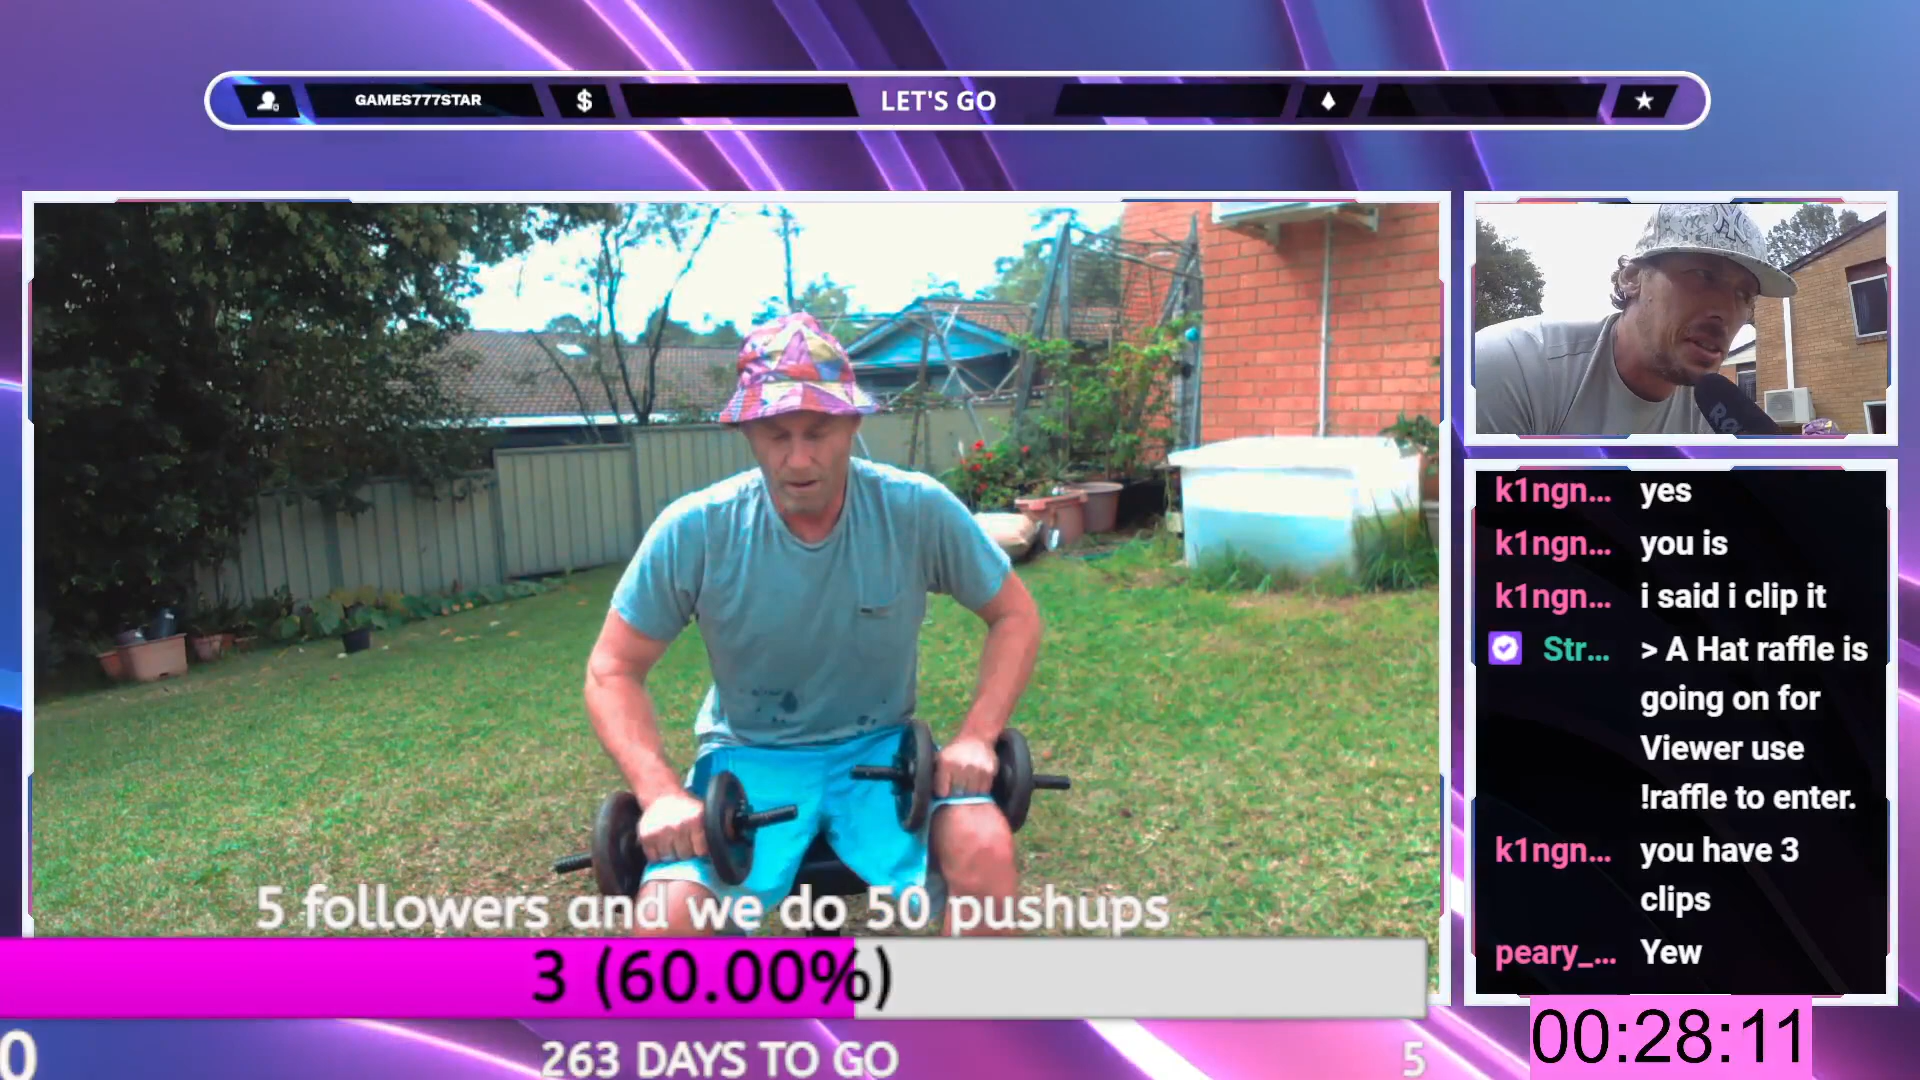 GAMES777STAR
$
LET'S GO
5 followers and we do 50 pushups
3 (60.00%)
0
263 DAYS TO GO
5
k1ngn... yes
k1ngn... you is
k1ngn... i said i clip it
Str... > A Hat raffle is
going on for
Viewer use
!raffle to enter.
k1ngn... you have 3
clips
peary_... Yew
00:28:11